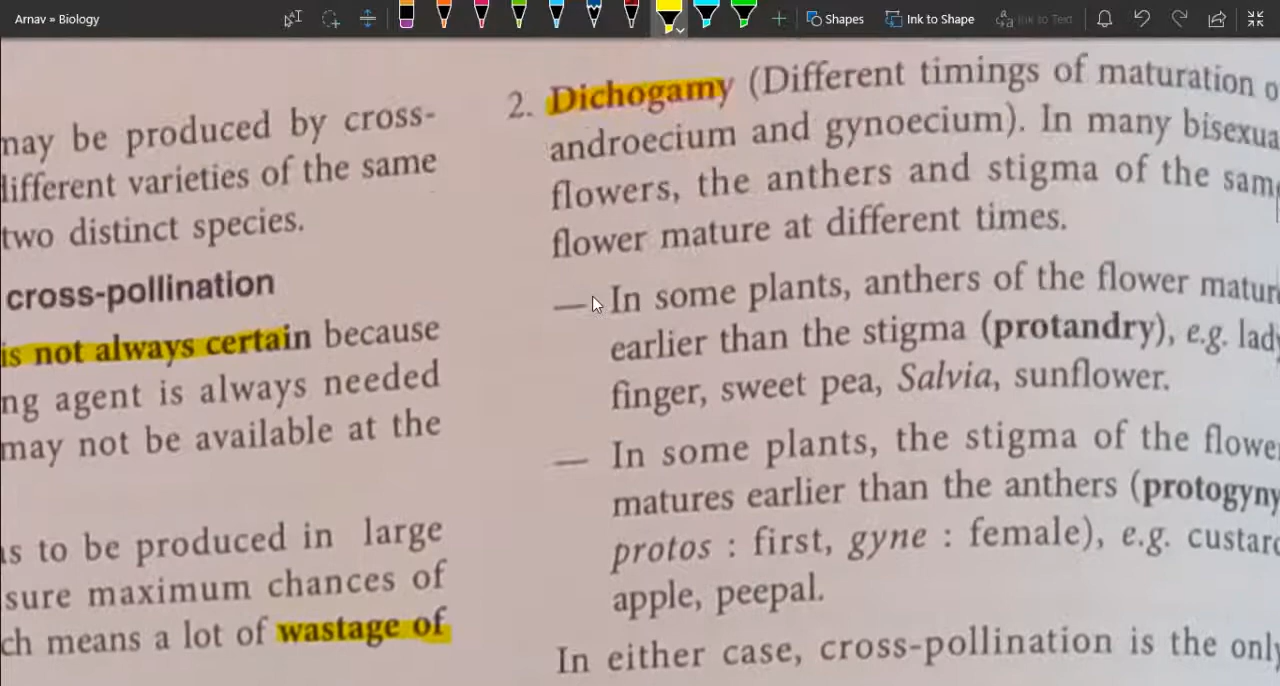 Arnav » Biology
Shapes
Ink to Shape
Ink to Text
may be produced by cross-
different varieties of the same
two distinct species.
cross-pollination
is not always certain because
ng agent is always needed
may not be available at the
as to be produced in large
sure maximum chances of
ch means a lot of wastage of
2. Dichogamy (Different timings of maturation o
androecium and gynoecium). In many bisexua
flowers, the anthers and stigma of the sam
flower mature at different times.
— In some plants, anthers of the flower matur
earlier than the stigma (protandry), e.g. lady
finger, sweet pea, Salvia, sunflower.
— In some plants, the stigma of the flowe
matures earlier than the anthers (protogyny
protos : first, gyne : female), e.g. custard
apple, peepal.
In either case, cross-pollination is the only